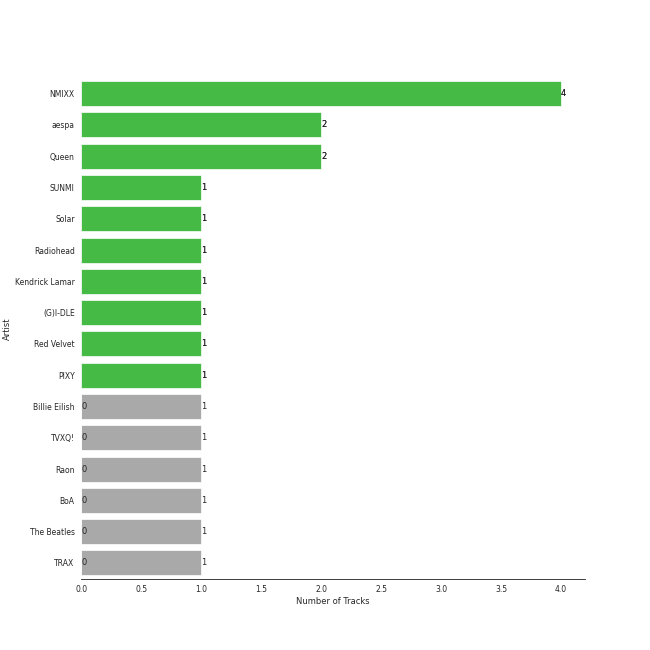 NMIXX 4
aespa 2
Queen 2
SUNMI 1
Solar 1
Radiohead 1
Kendrick Lamar 1
(G)I-DLE 1
Red Velvet 1
PIXY 1
Billie Eilish 0 1
TVXQ! 0 1
Raon 0 1
BoA 0 1
The Beatles 0 1
TRAX 0 1
Artist
0.0 0.5 1.0 1.5 2.0 2.5 3.0 3.5 4.0
Number of Tracks